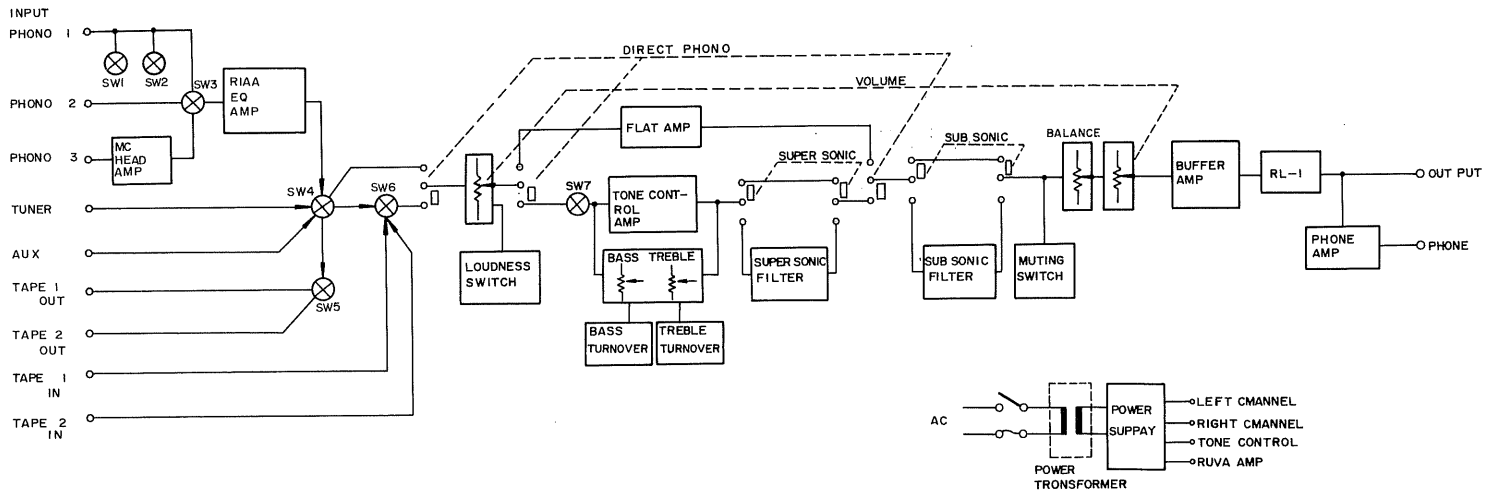 INPUT
PHONO 1
SW1
SW2
SW3
RIAA
EQ
AMP
PHONO 2
PHONO 3
MC
HEAD
AMP
TUNER
AUX
TAPE 1
OUT
TAPE 2
OUT
TAPE 1
IN
TAPE 2
IN
SW4
SW5
SW6
DIRECT PHONO
VOLUME
LOUDNESS
SWITCH
FLAT AMP
SW7
TONE CONT-
ROL
AMP
BASS TREBLE
BASS
TURNOVER
TREBLE
TURNOVER
SUPER SONIC
SUPER SONIC
FILTER
SUB SONIC
SUB SONIC
FILTER
MUTING
SWITCH
BALANCE
BUFFER
AMP
RL-1
OUT PUT
PHONE
AMP
PHONE
AC
POWER
TRONSFORMER
POWER
SUPPAY
LEFT CMANNEL
RIGHT CMANNEL
TONE CONTROL
RUVA AMP